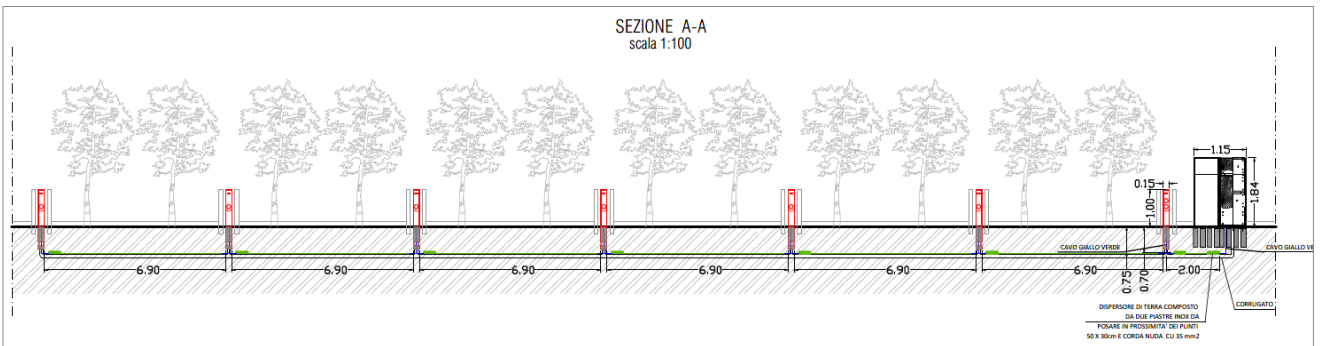 SEZIONE A-A
scala 1:100
1.15
1.84
0.15
1.00
CAVO GIALLO VERDE
CAVO GIALLO VE
6.90
6.90
6.90
6.90
6.90
6.90
2.00
0.75
0.70
DISPERSORE DI TERRA COMPOSTO
DA DUE PIASTRE INOX DA
POSARE IN PROSSIMITA' DEI PLINTI
50 X 30cm E CORDA NUDA CU 35 mm2
CORRUGATO